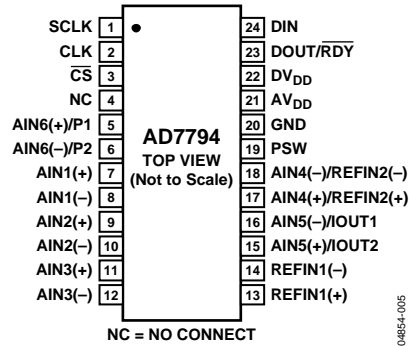 SCLK 1
CLK 2
C̅S̅ 3
NC 4
AIN6(+)/P1 5
AIN6(–)/P2 6
AIN1(+) 7
AIN1(–) 8
AIN2(+) 9
AIN2(–) 10
AIN3(+) 11
AIN3(–) 12
AD7794
TOP VIEW
(Not to Scale)
24 DIN
23 DOUT/R̅D̅Y̅
22 DVDD
21 AVDD
20 GND
19 PSW
18 AIN4(–)/REFIN2(–)
17 AIN4(+)/REFIN2(+)
16 AIN5(–)/IOUT1
15 AIN5(+)/IOUT2
14 REFIN1(–)
13 REFIN1(+)
NC = NO CONNECT
04854-005